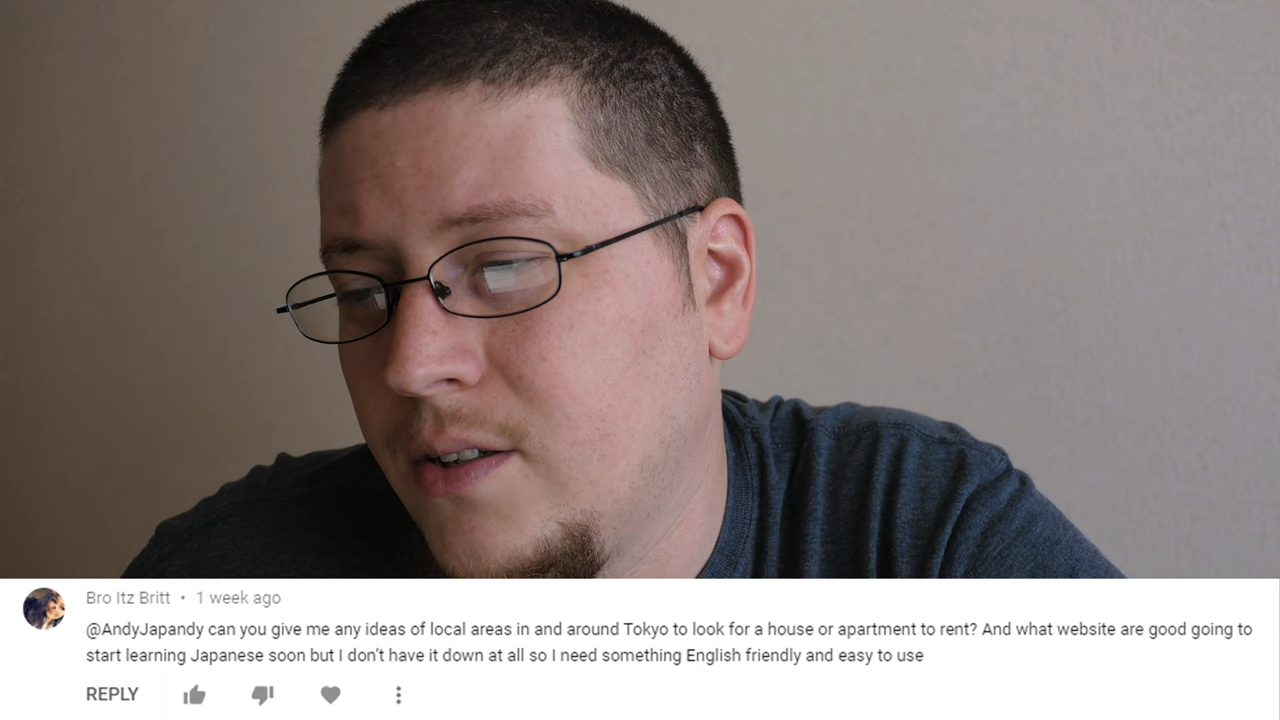 Bro Itz Britt • 1 week ago
@AndyJapandy can you give me any ideas of local areas in and around Tokyo to look for a house or apartment to rent? And what website are good going to
start learning Japanese soon but I don't have it down at all so I need something English friendly and easy to use
REPLY